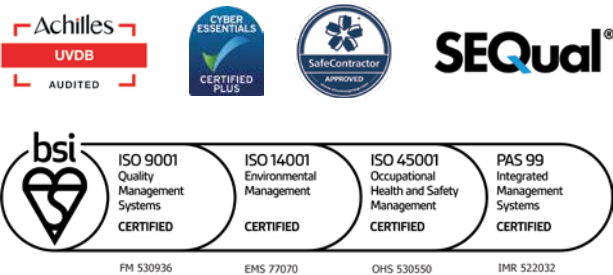 Achilles
UVDB
AUDITED
CYBER
ESSENTIALS
CERTIFIED
PLUS
SafeContractor
APPROVED
SEQual®
bsi
ISO 9001
Quality
Management
Systems
CERTIFIED
FM 530936
ISO 14001
Environmental
Management
CERTIFIED
EMS 77070
ISO 45001
Occupational
Health and Safety
Management
CERTIFIED
OHS 530550
PAS 99
Integrated
Management
Systems
CERTIFIED
IMR 522032